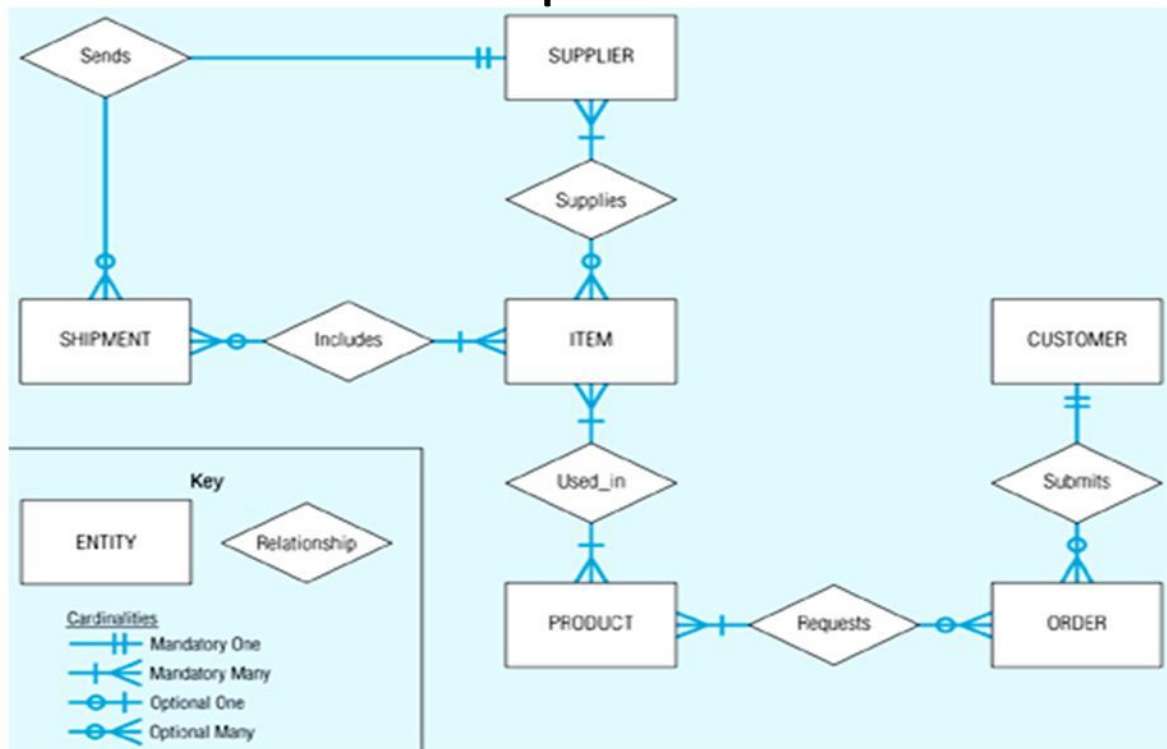 Sends
SUPPLIER
Supplies
SHIPMENT
Includes
ITEM
CUSTOMER
Used_in
Submits
PRODUCT
Requests
ORDER
Key
ENTITY
Relationship
Cardinalities
Mandatory One
Mandatory Many
Optional One
Optional Many